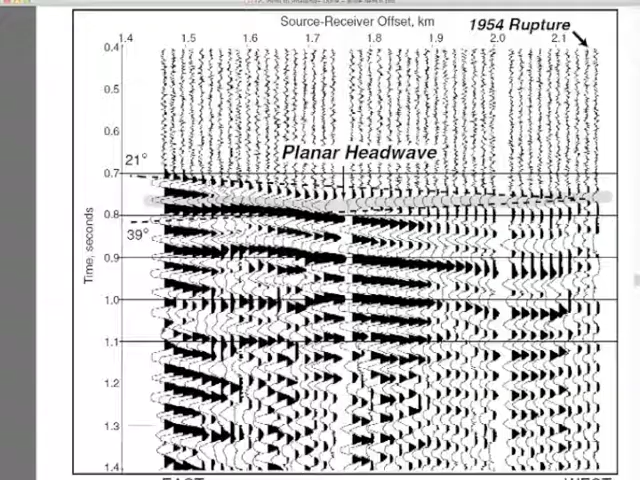 Source-Receiver Offset, km
1954 Rupture
1.4 1.5 1.6 1.7 1.8 1.9 2.0 2.1
0.4
0.5
0.6
Planar Headwave
21°
0.7
0.8
39°
Time, seconds
0.9
1.0
1.1
1.2
1.3
1.4
EAST WEST